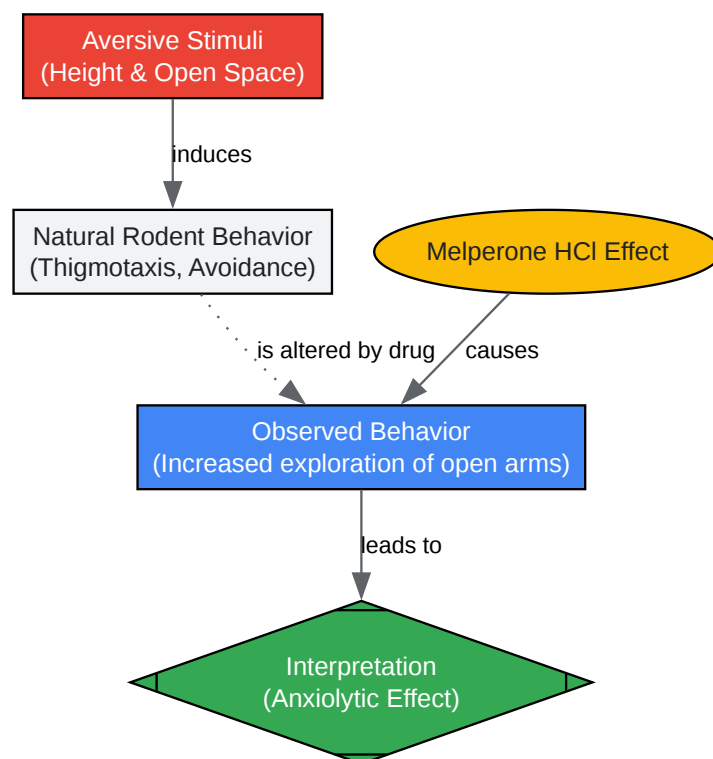 Aversive Stimuli
(Height & Open Space)
induces
Natural Rodent Behavior
(Thigmotaxis, Avoidance)
Melperone HCl Effect
is altered by drug
causes
Observed Behavior
(Increased exploration of open arms)
leads to
Interpretation
(Anxiolytic Effect)